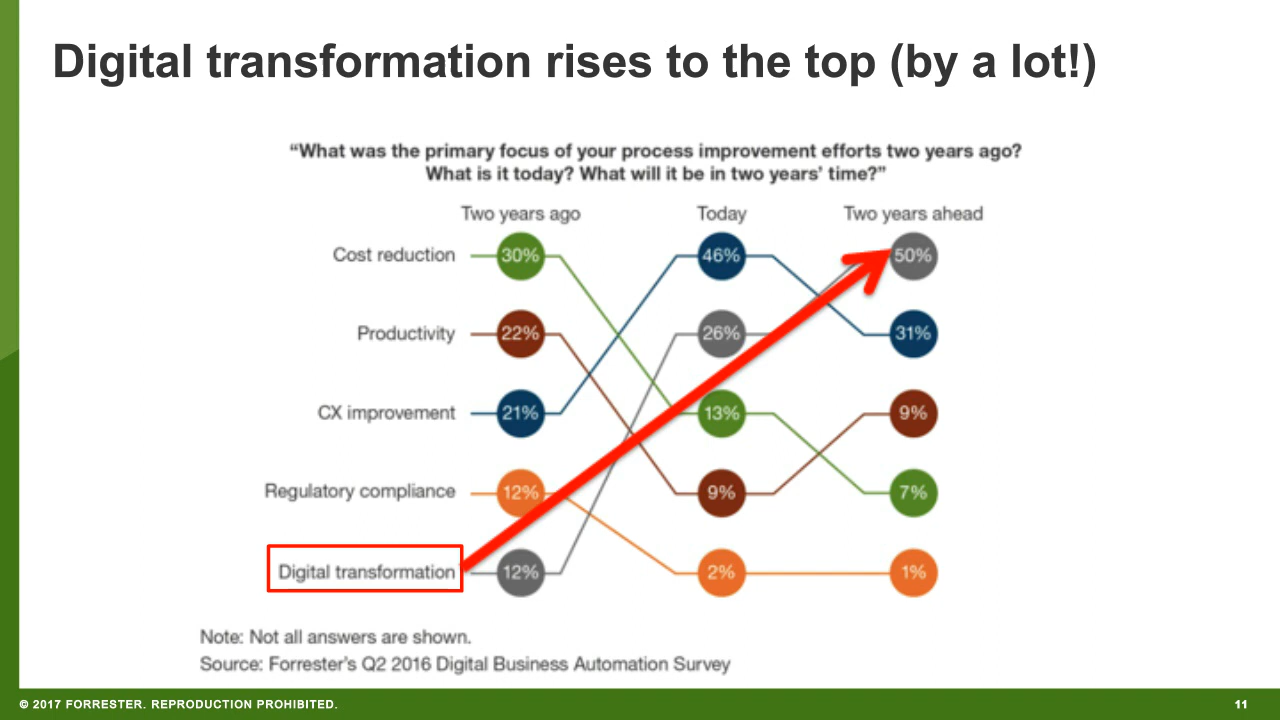 Digital transformation rises to the top (by a lot!)
“What was the primary focus of your process improvement efforts two years ago?
What is it today? What will it be in two years’ time?”
Two years ago Today Two years ahead
Cost reduction 30% 46% 50%
Productivity 22% 26% 31%
CX improvement 21% 13% 9%
Regulatory compliance 12% 9% 7%
Digital transformation 12% 2% 1%
Note: Not all answers are shown.
Source: Forrester’s Q2 2016 Digital Business Automation Survey
© 2017 FORRESTER. REPRODUCTION PROHIBITED. 11